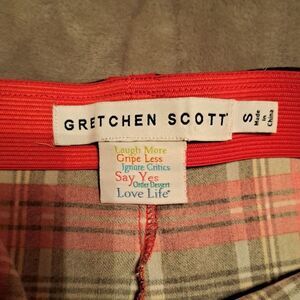 GRETCHEN SCOTT
S
Made
in
China
Laugh More
Gripe Less
Ignore Critics
Say Yes
Order Dessert
Love Life